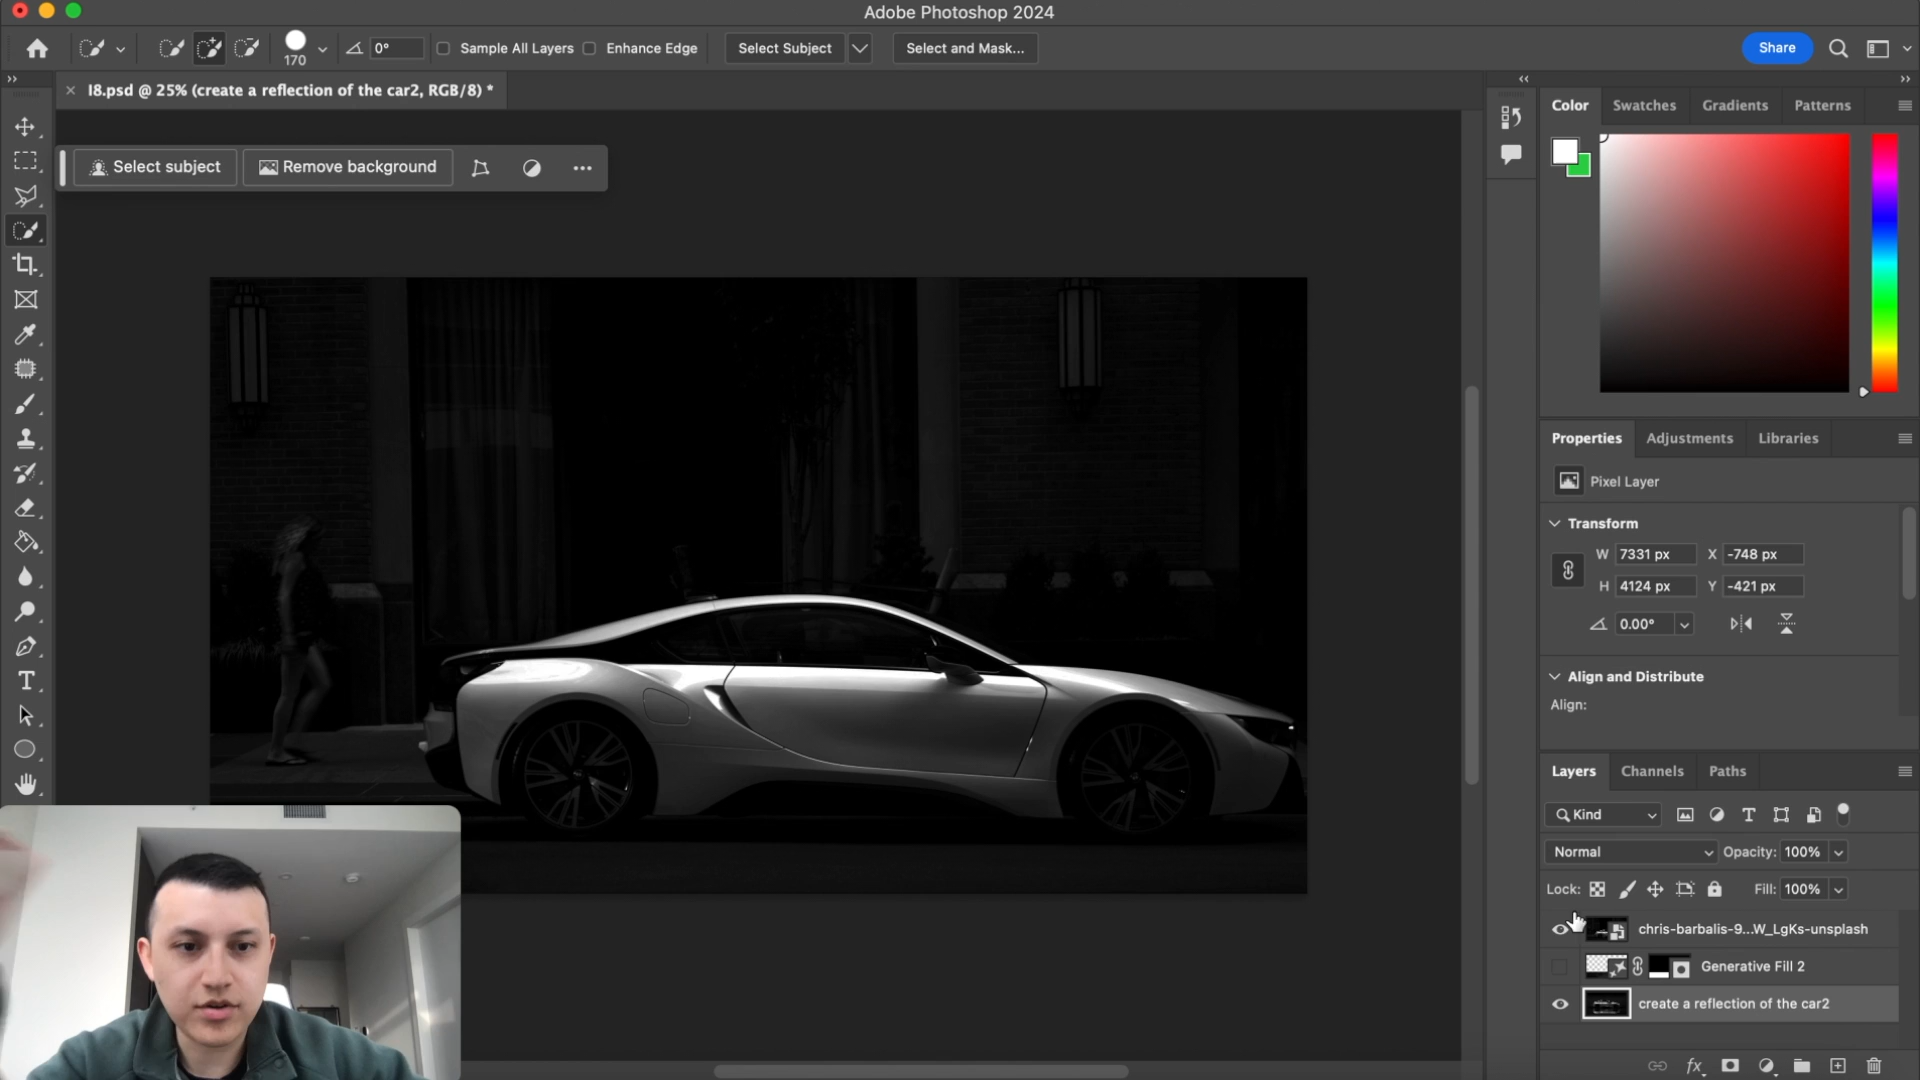 Adobe Photoshop 2024
170
0°
Sample All Layers
Enhance Edge
Select Subject
Select and Mask...
Share
I8.psd @ 25% (create a reflection of the car2, RGB/8) *
Select subject
Remove background
Color
Swatches
Gradients
Patterns
Properties
Adjustments
Libraries
Pixel Layer
Transform
W 7331 px X -748 px
H 4124 px Y -421 px
0.00°
Align and Distribute
Align:
Layers
Channels
Paths
Kind
Normal
Opacity: 100%
Lock:
Fill: 100%
chris-barbalis-9...W_LgKs-unsplash
Generative Fill 2
create a reflection of the car2